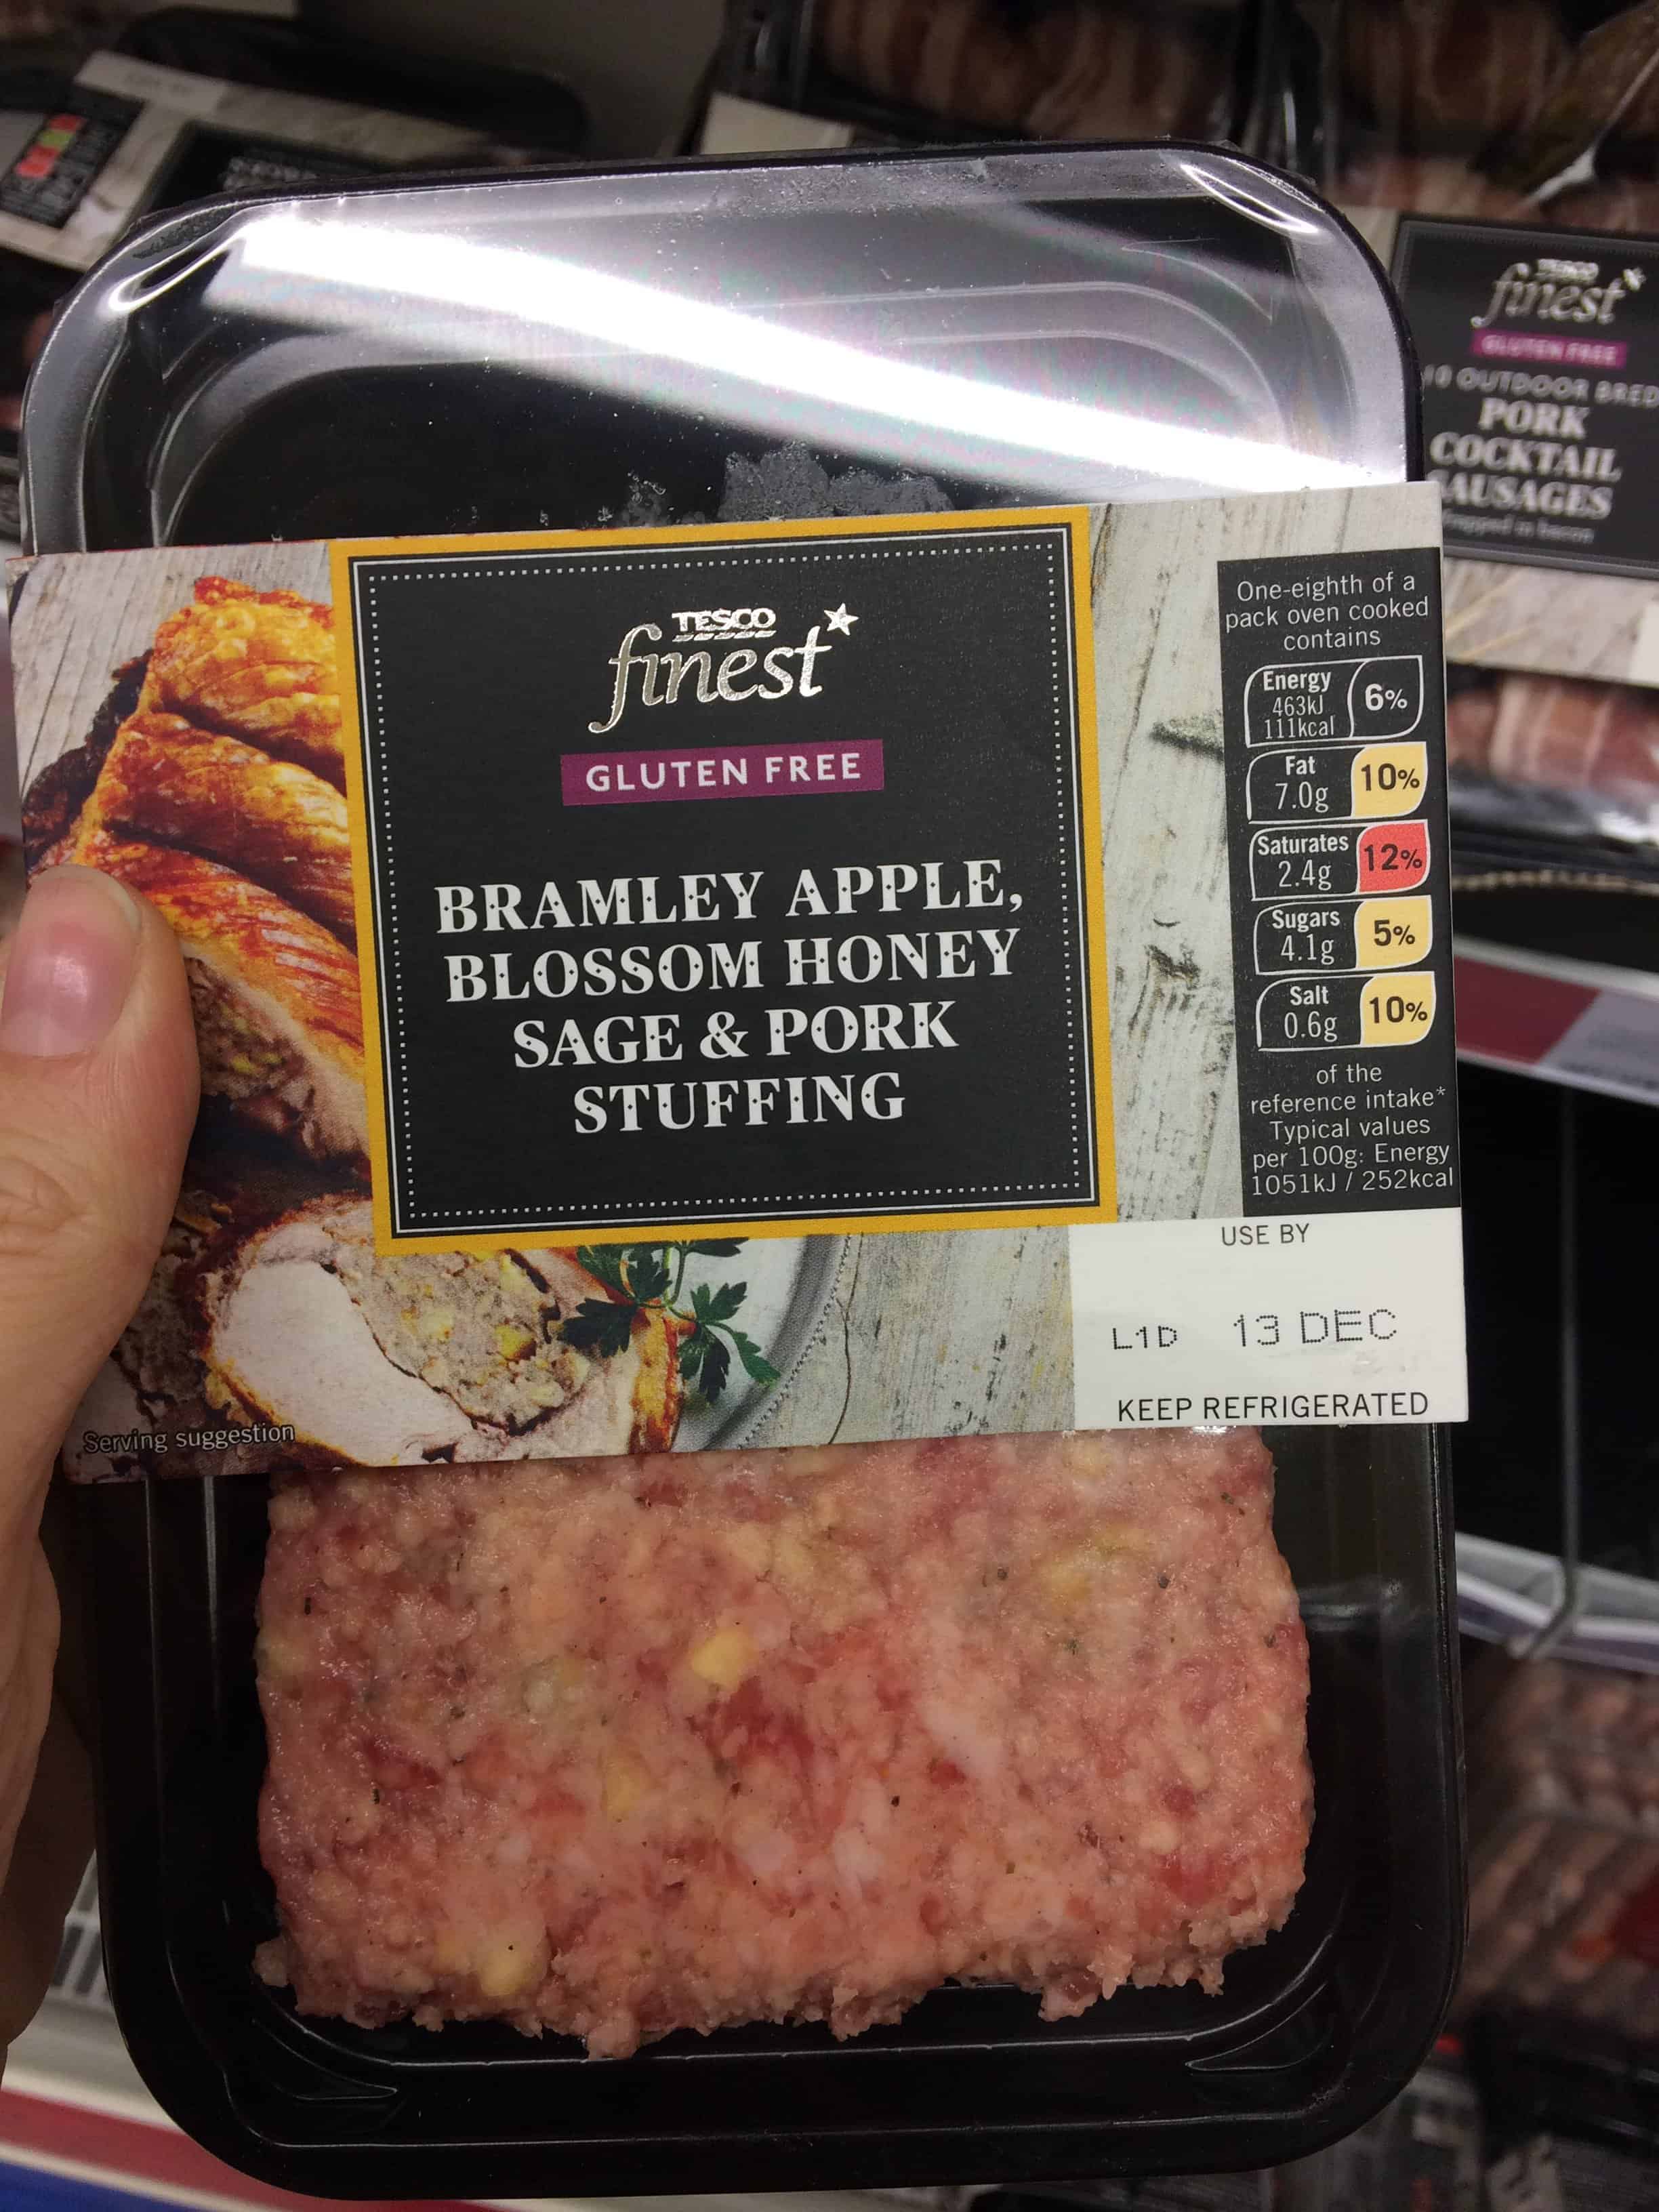 TESCO
finest
GLUTEN FREE
BRAMLEY APPLE,
BLOSSOM HONEY
SAGE & PORK
STUFFING
Serving suggestion
One-eighth of a
pack oven cooked
contains
Energy
463kJ
111kcal
6%
Fat
7.0g
10%
Saturates
2.4g
12%
Sugars
4.1g
5%
Salt
0.6g
10%
of the
reference intake*
Typical values
per 100g: Energy
1051kJ / 252kcal
USE BY
L1D 13 DEC
KEEP REFRIGERATED
TESCO
finest
GLUTEN FREE
10 OUTDOOR BRED
PORK
COCKTAIL
SAUSAGES